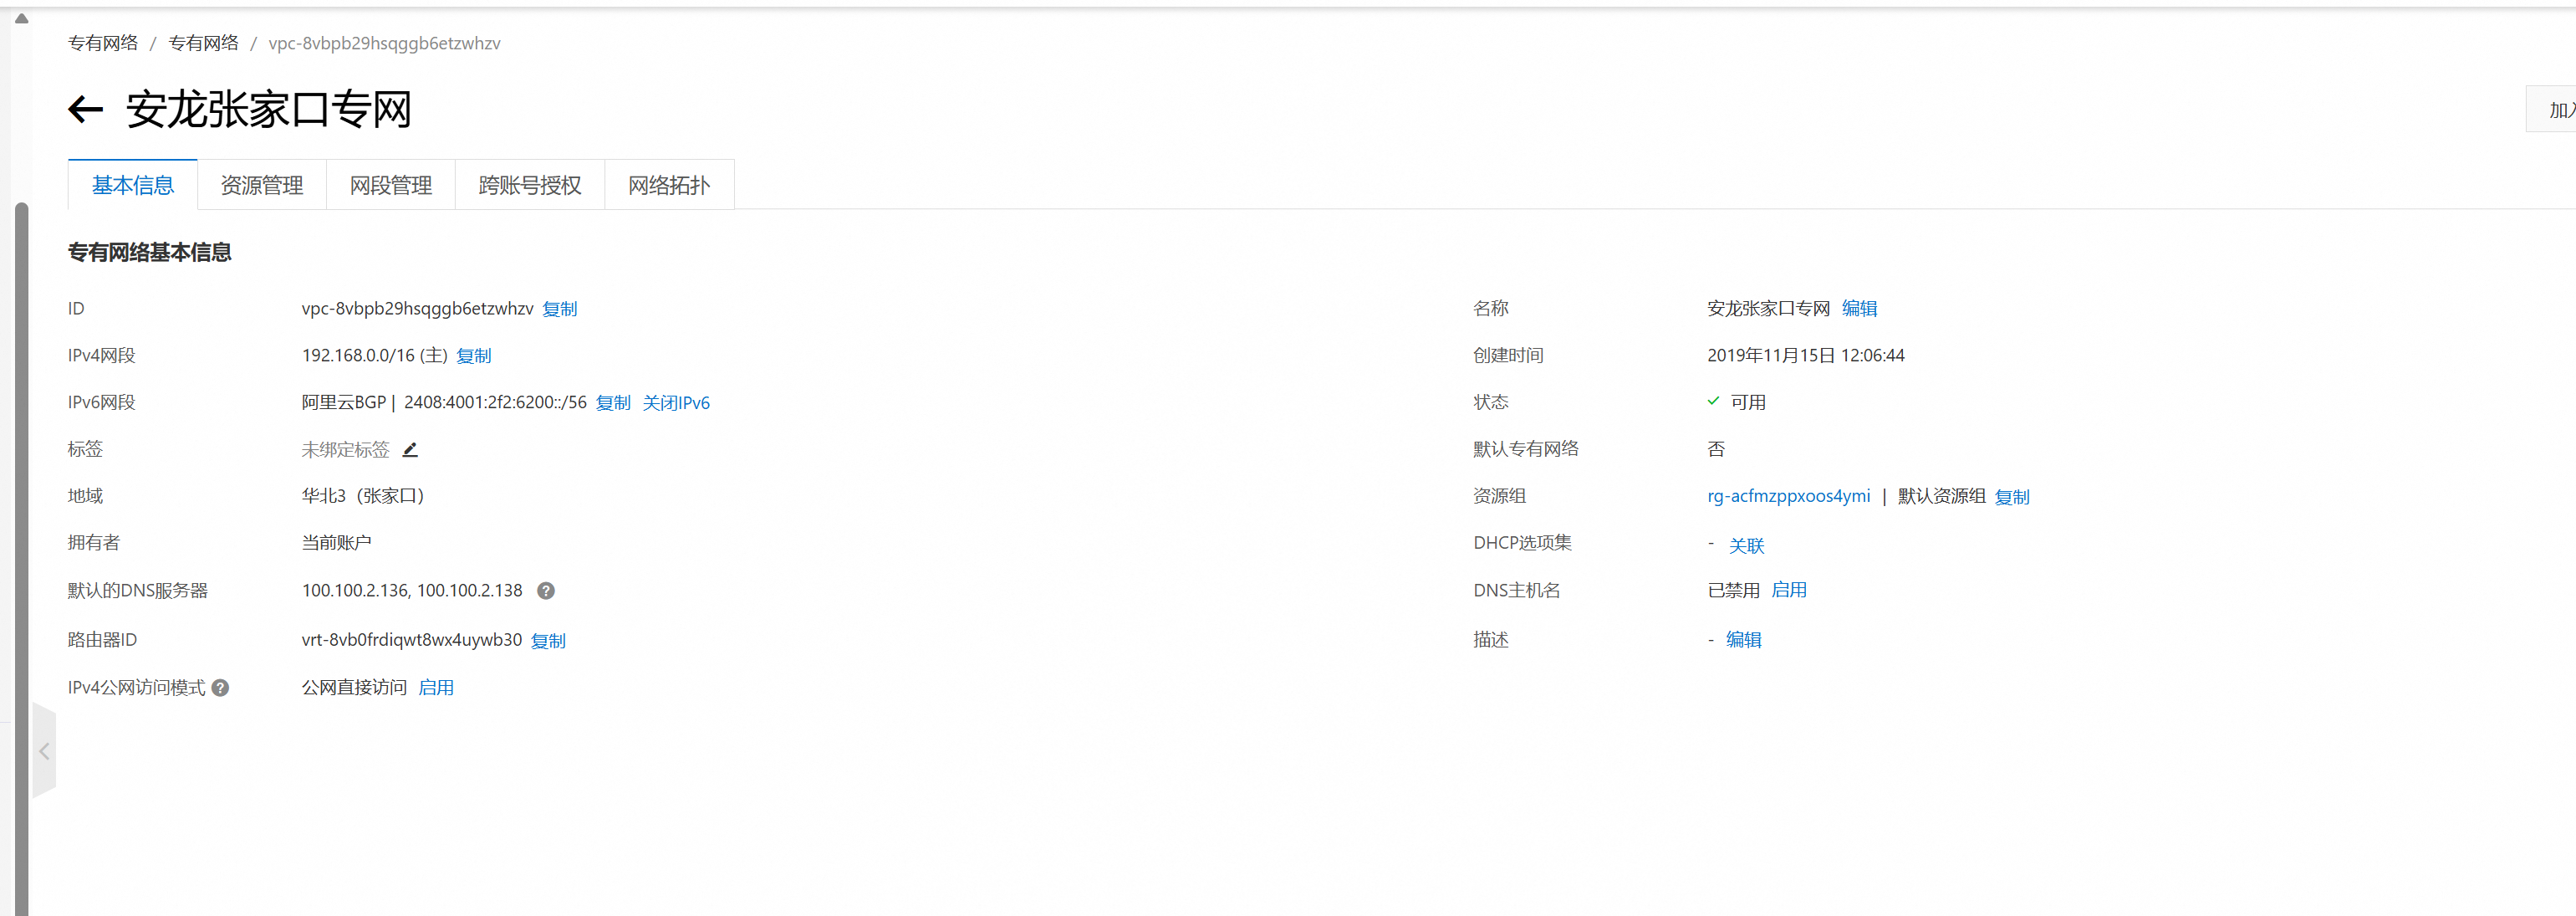 专有网络 / 专有网络 / vpc-8vbpb29hsqggb6etzwhzv
安龙张家口专网
加入
基本信息 资源管理 网段管理 跨账号授权 网络拓扑
专有网络基本信息
ID vpc-8vbpb29hsqggb6etzwhzv 复制 名称 安龙张家口专网 编辑
IPv4网段 192.168.0.0/16 (主) 复制 创建时间 2019年11月15日 12:06:44
IPv6网段 阿里云BGP | 2408:4001:2f2:6200::/56 复制 关闭IPv6 状态 可用
标签 未绑定标签 默认专有网络 否
地域 华北3（张家口） 资源组 rg-acfmzppxoos4ymi | 默认资源组 复制
拥有者 当前账户 DHCP选项集 - 关联
默认的DNS服务器 100.100.2.136, 100.100.2.138 DNS主机名 已禁用 启用
路由器ID vrt-8vb0frdiqwt8wx4uywb30 复制 描述 - 编辑
IPv4公网访问模式 公网直接访问 启用